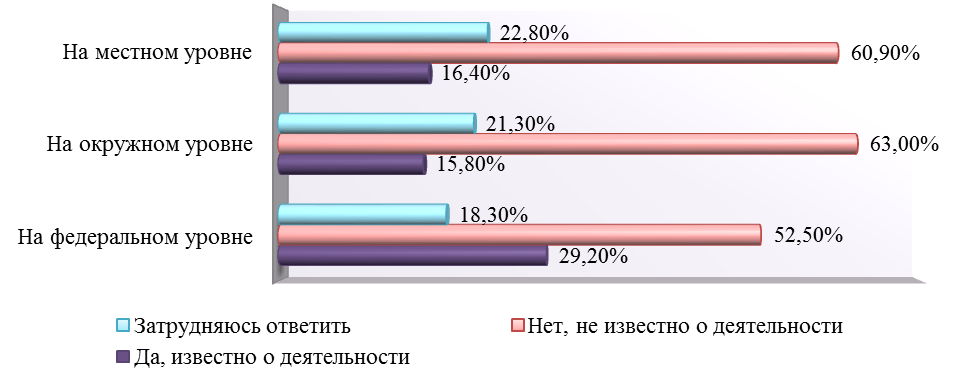 22,80%
На местном уровне
60,90%
16,40%
21,30%
На окружном уровне
63,00%
15,80%
18,30%
На федеральном уровне
52,50%
29,20%
Затрудняюсь ответить
Нет, не известно о деятельности
Да, известно о деятельности